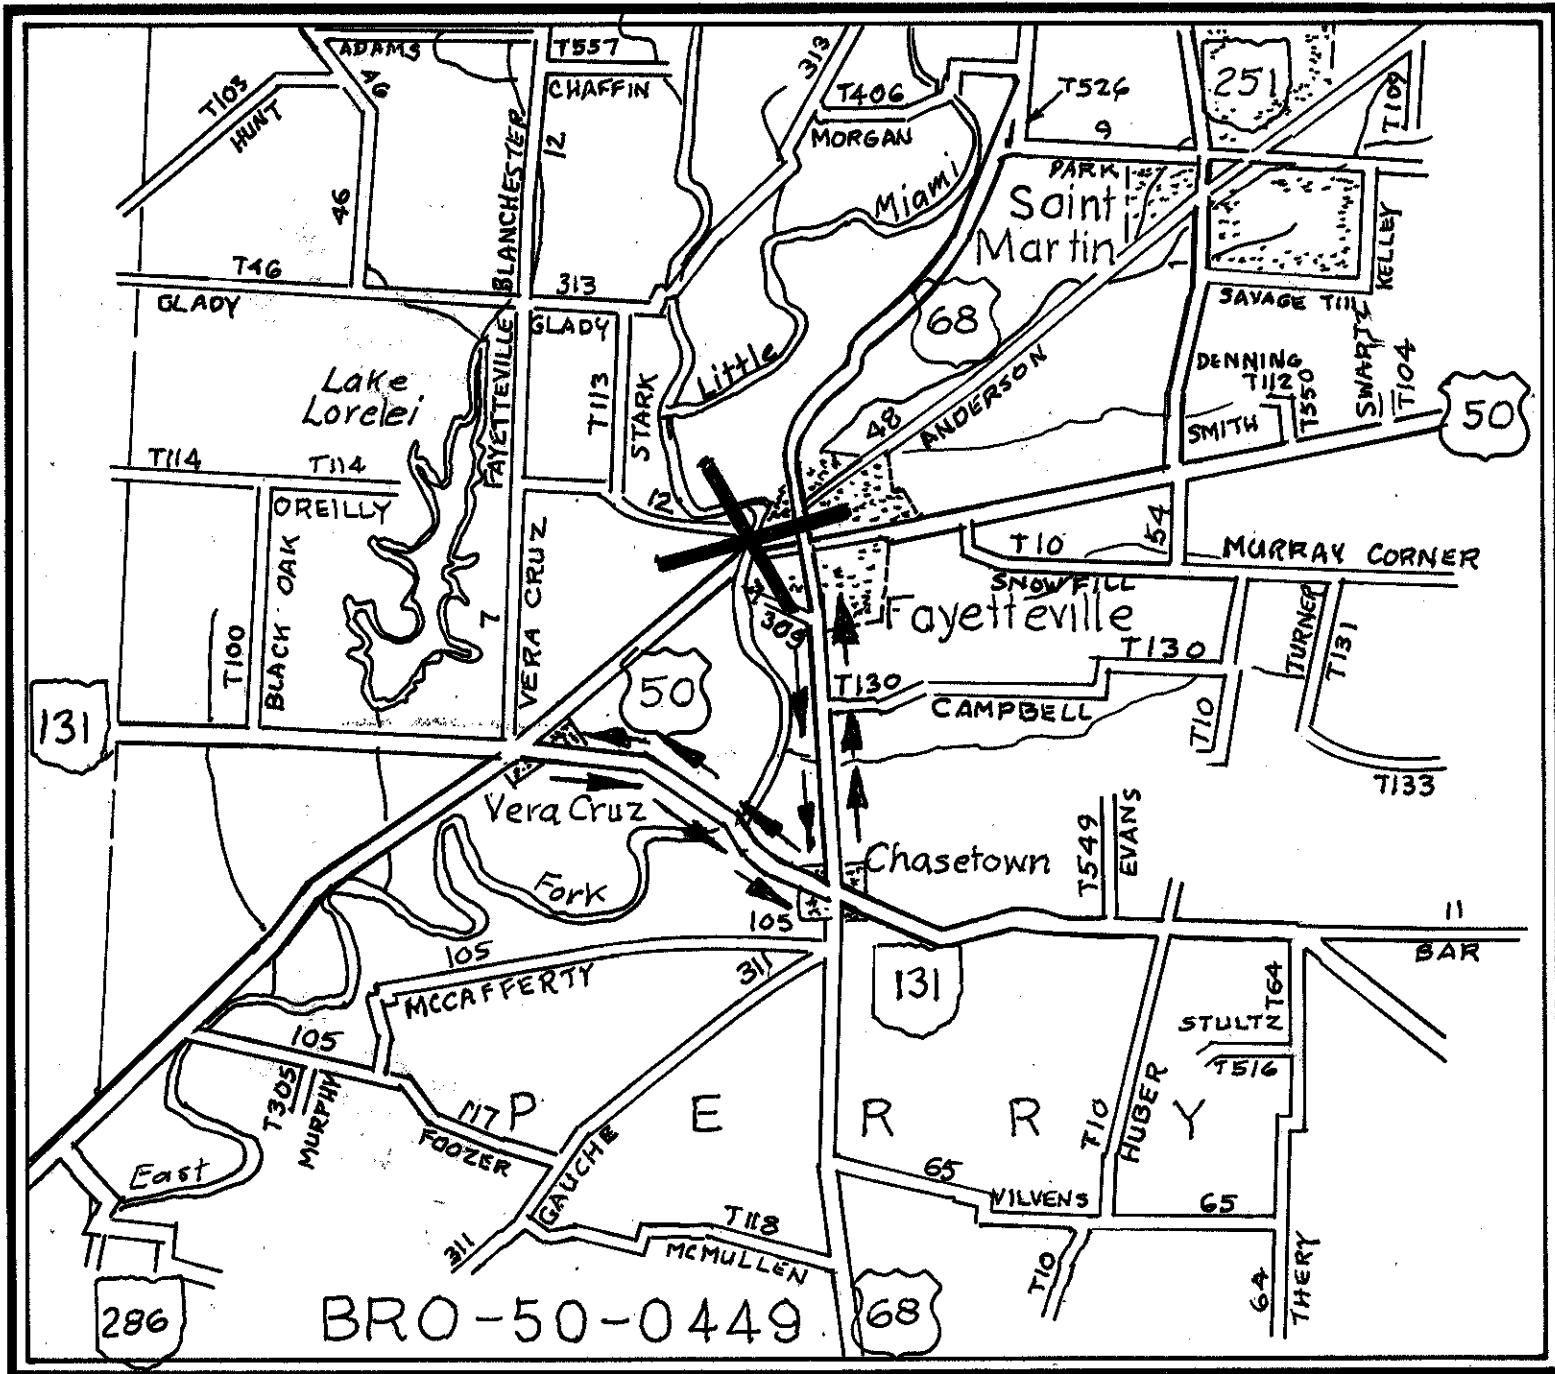 ADAMS
T557
313
T103
HUNT
46
CHAFFIN
T406
MORGAN
T526
251
T109
BLANCHESTER
12
9
PARK
46
Miami
Saint
Martin
KELLEY
T46
GLADY
313
GLADY
1
SAVAGE T111
68
Lake
Lorelei
FAYETTEVILLE
T113
STARK
Little
48
ANDERSON
DENNING
T112
T550
SMITH
SWARTZ
T104
50
T114
T114
OREILLY
12
BLACK OAK
T100
7
VERA CRUZ
T10
54
MURRAY CORNER
SNOW FILL
Fayetteville
309
T130
TURNER
T131
131
50
T130
CAMPBELL
T10
T133
Vera Cruz
Chasetown
T549
EVANS
Fork
105
105
MCCAFFERTY
311
131
11
BAR
T64
STULTZ
T516
105
T305
MURPHY
117
FOOZER
P E R R Y
T10
HUBER
East
GAUCHE
311
T118
MCMULLEN
65
VILVENS
65
T10
64
THERY
286
BRO-50-0449
68